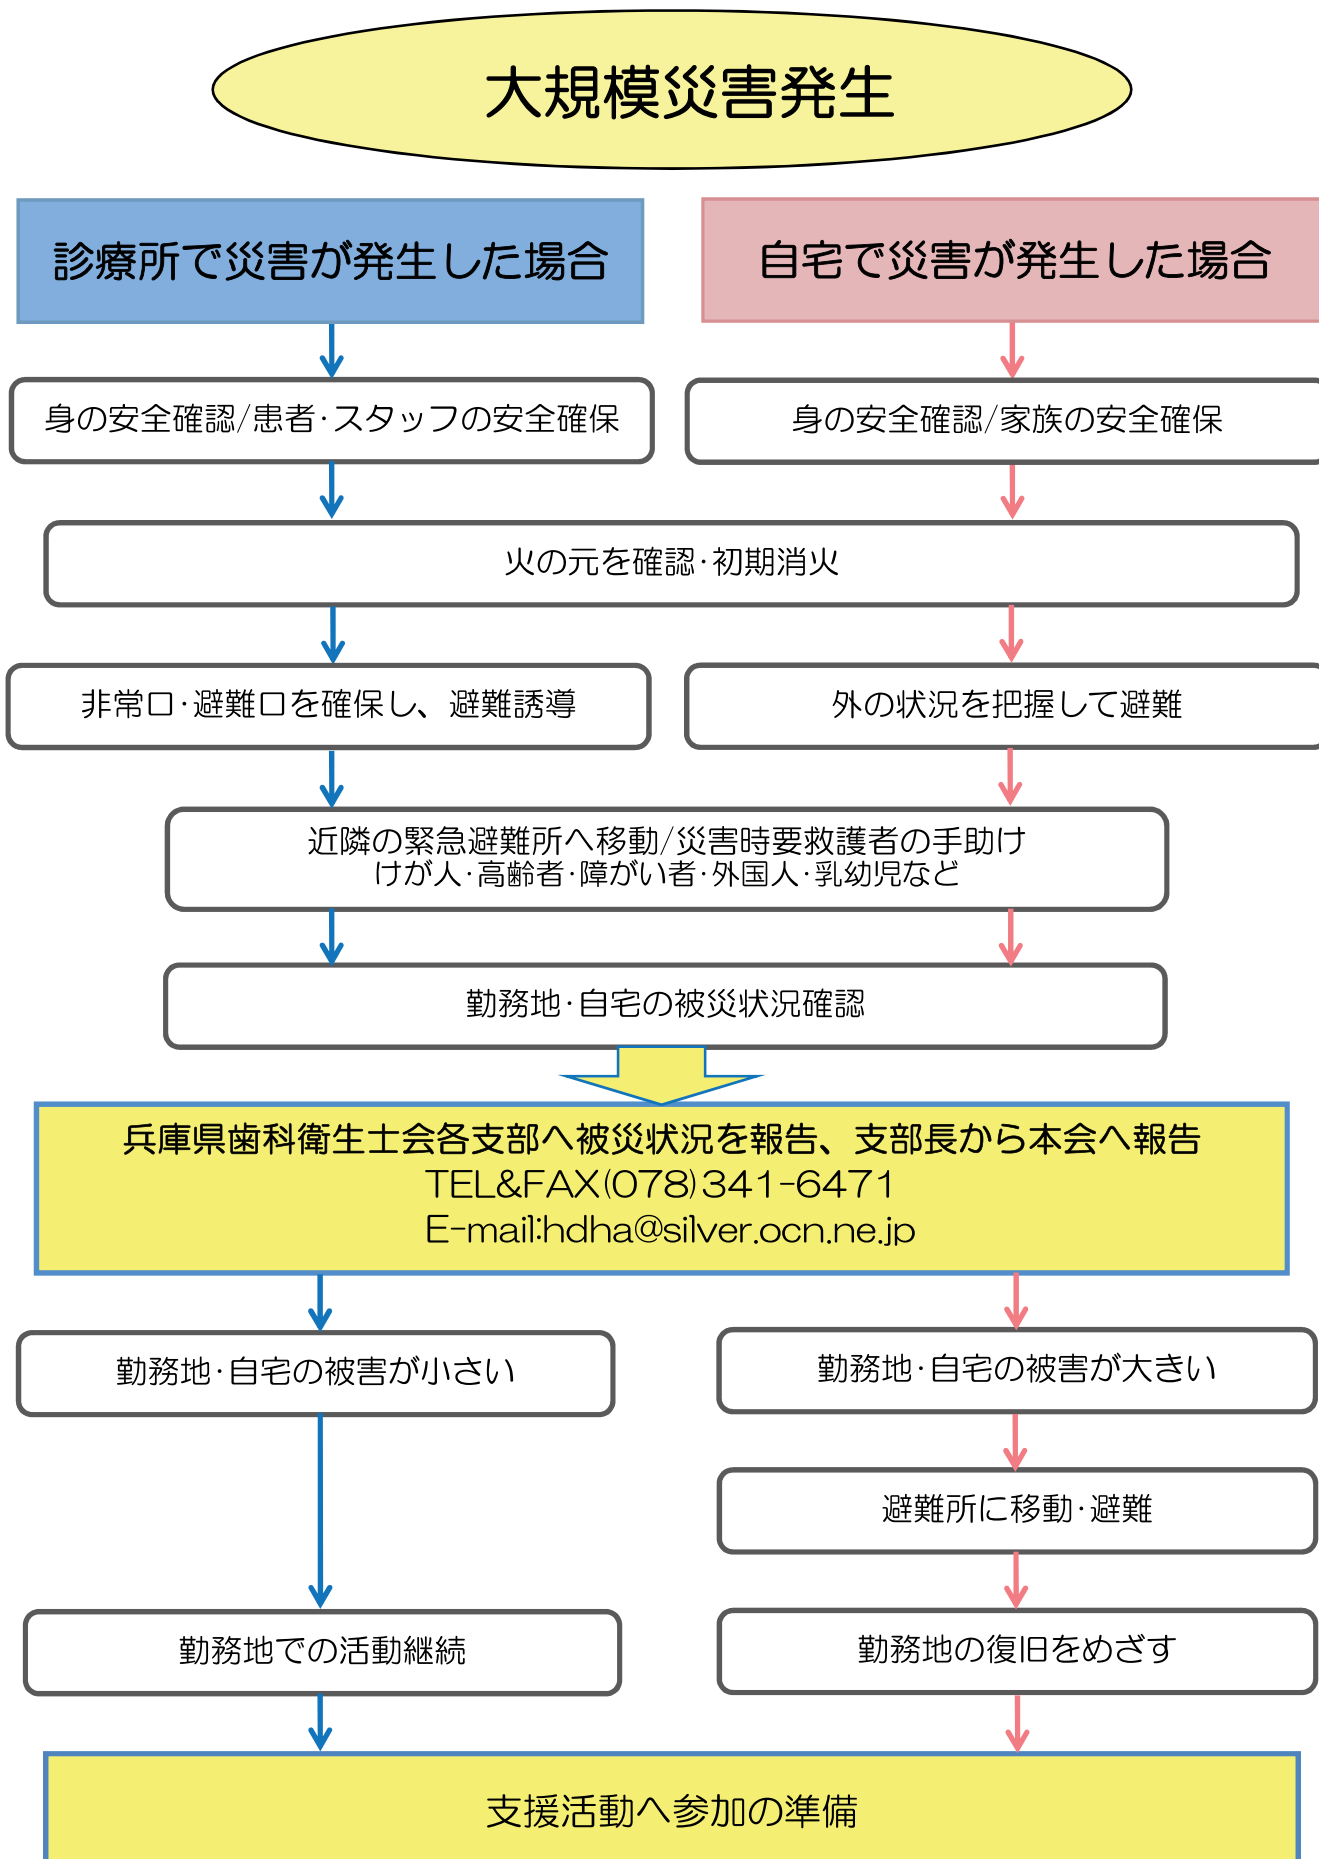 大規模災害発生
診療所で災害が発生した場合
自宅で災害が発生した場合
身の安全確認/患者･スタッフの安全確保
身の安全確認/家族の安全確保
火の元を確認･初期消火
非常口･避難口を確保し、避難誘導
外の状況を把握して避難
近隣の緊急避難所へ移動/災害時要救護者の手助け
けが人･高齢者･障がい者･外国人･乳幼児など
勤務地･自宅の被災状況確認
兵庫県歯科衛生士会各支部へ被災状況を報告、支部長から本会へ報告
TEL&FAX(078)341-6471
E-mail:hdha@silver.ocn.ne.jp
勤務地･自宅の被害が小さい
勤務地･自宅の被害が大きい
避難所に移動･避難
勤務地での活動継続
勤務地の復旧をめざす
支援活動へ参加の準備